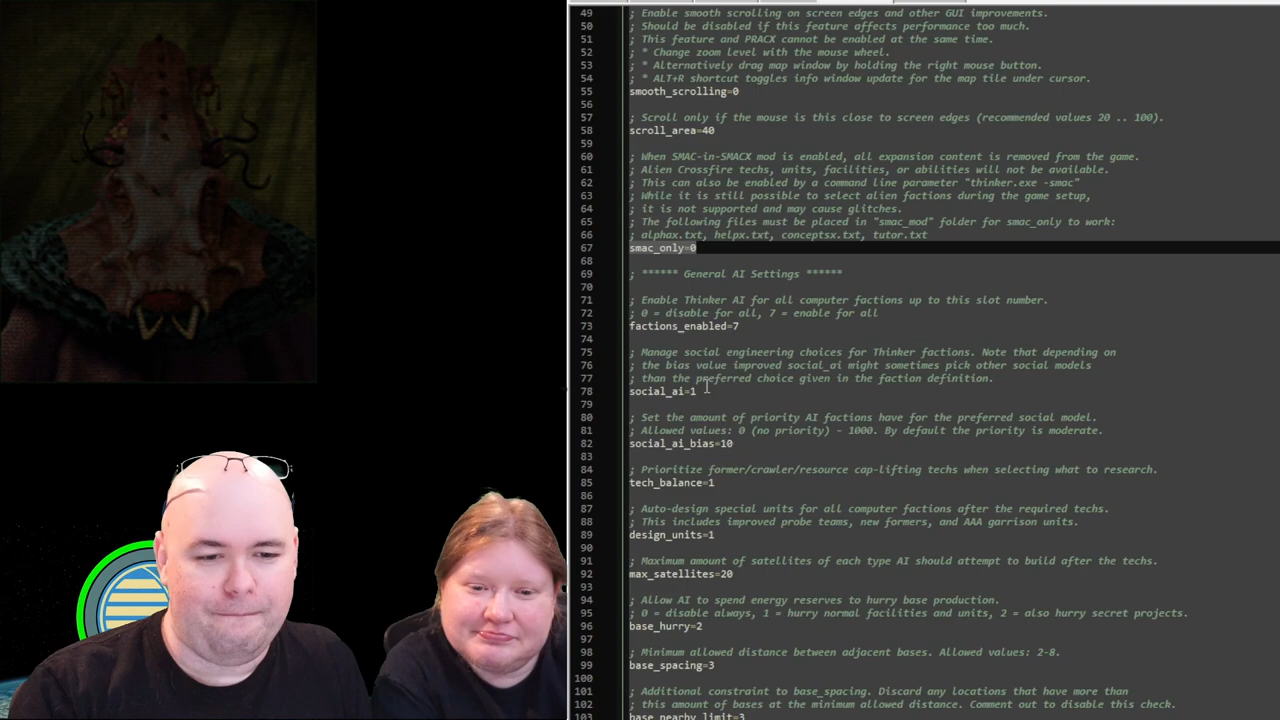 49 ; Enable smooth scrolling on screen edges and other GUI improvements.
50 ; Should be disabled if this feature affects performance too much.
51 ; This feature and PRACX cannot be enabled at the same time.
52 ; * Change zoom level with the mouse wheel.
53 ; * Alternatively drag map window by holding the right mouse button.
54 ; * ALT+R shortcut toggles info window update for the map tile under cursor.
55 smooth_scrolling=0
56
57 ; Scroll only if the mouse is this close to screen edges (recommended values 20 .. 100).
58 scroll_area=40
59
60 ; When SMAC-in-SMACX mod is enabled, all expansion content is removed from the game.
61 ; Alien Crossfire techs, units, facilities, or abilities will not be available.
62 ; This can also be enabled by a command line parameter "thinker.exe -smac"
63 ; While it is still possible to select alien factions during the game setup,
64 ; it is not supported and may cause glitches.
65 ; The following files must be placed in "smac_mod" folder for smac_only to work:
66 ; alphax.txt, helpx.txt, conceptsx.txt, tutor.txt
67 smac_only=0
68
69 ; ****** General AI Settings ******
70
71 ; Enable Thinker AI for all computer factions up to this slot number.
72 ; 0 = disable for all, 7 = enable for all
73 factions_enabled=7
74
75 ; Manage social engineering choices for Thinker factions. Note that depending on
76 ; the bias value improved social_ai might sometimes pick other social models
77 ; than the preferred choice given in the faction definition.
78 social_ai=1
79
80 ; Set the amount of priority AI factions have for the preferred social model.
81 ; Allowed values: 0 (no priority) - 1000. By default the priority is moderate.
82 social_ai_bias=10
83
84 ; Prioritize former/crawler/resource cap-lifting techs when selecting what to research.
85 tech_balance=1
86
87 ; Auto-design special units for all computer factions after the required techs.
88 ; This includes improved probe teams, new formers, and AAA garrison units.
89 design_units=1
90
91 ; Maximum amount of satellites of each type AI should attempt to build after the techs.
92 max_satellites=20
93
94 ; Allow AI to spend energy reserves to hurry base production.
95 ; 0 = disable always, 1 = hurry normal facilities and units, 2 = also hurry secret projects.
96 base_hurry=2
97
98 ; Minimum allowed distance between adjacent bases. Allowed values: 2-8.
99 base_spacing=3
100
101 ; Additional constraint to base_spacing. Discard any locations that have more than
102 ; this amount of bases at the minimum allowed distance. Comment out to disable this check.
103 base_nearby_limit=3